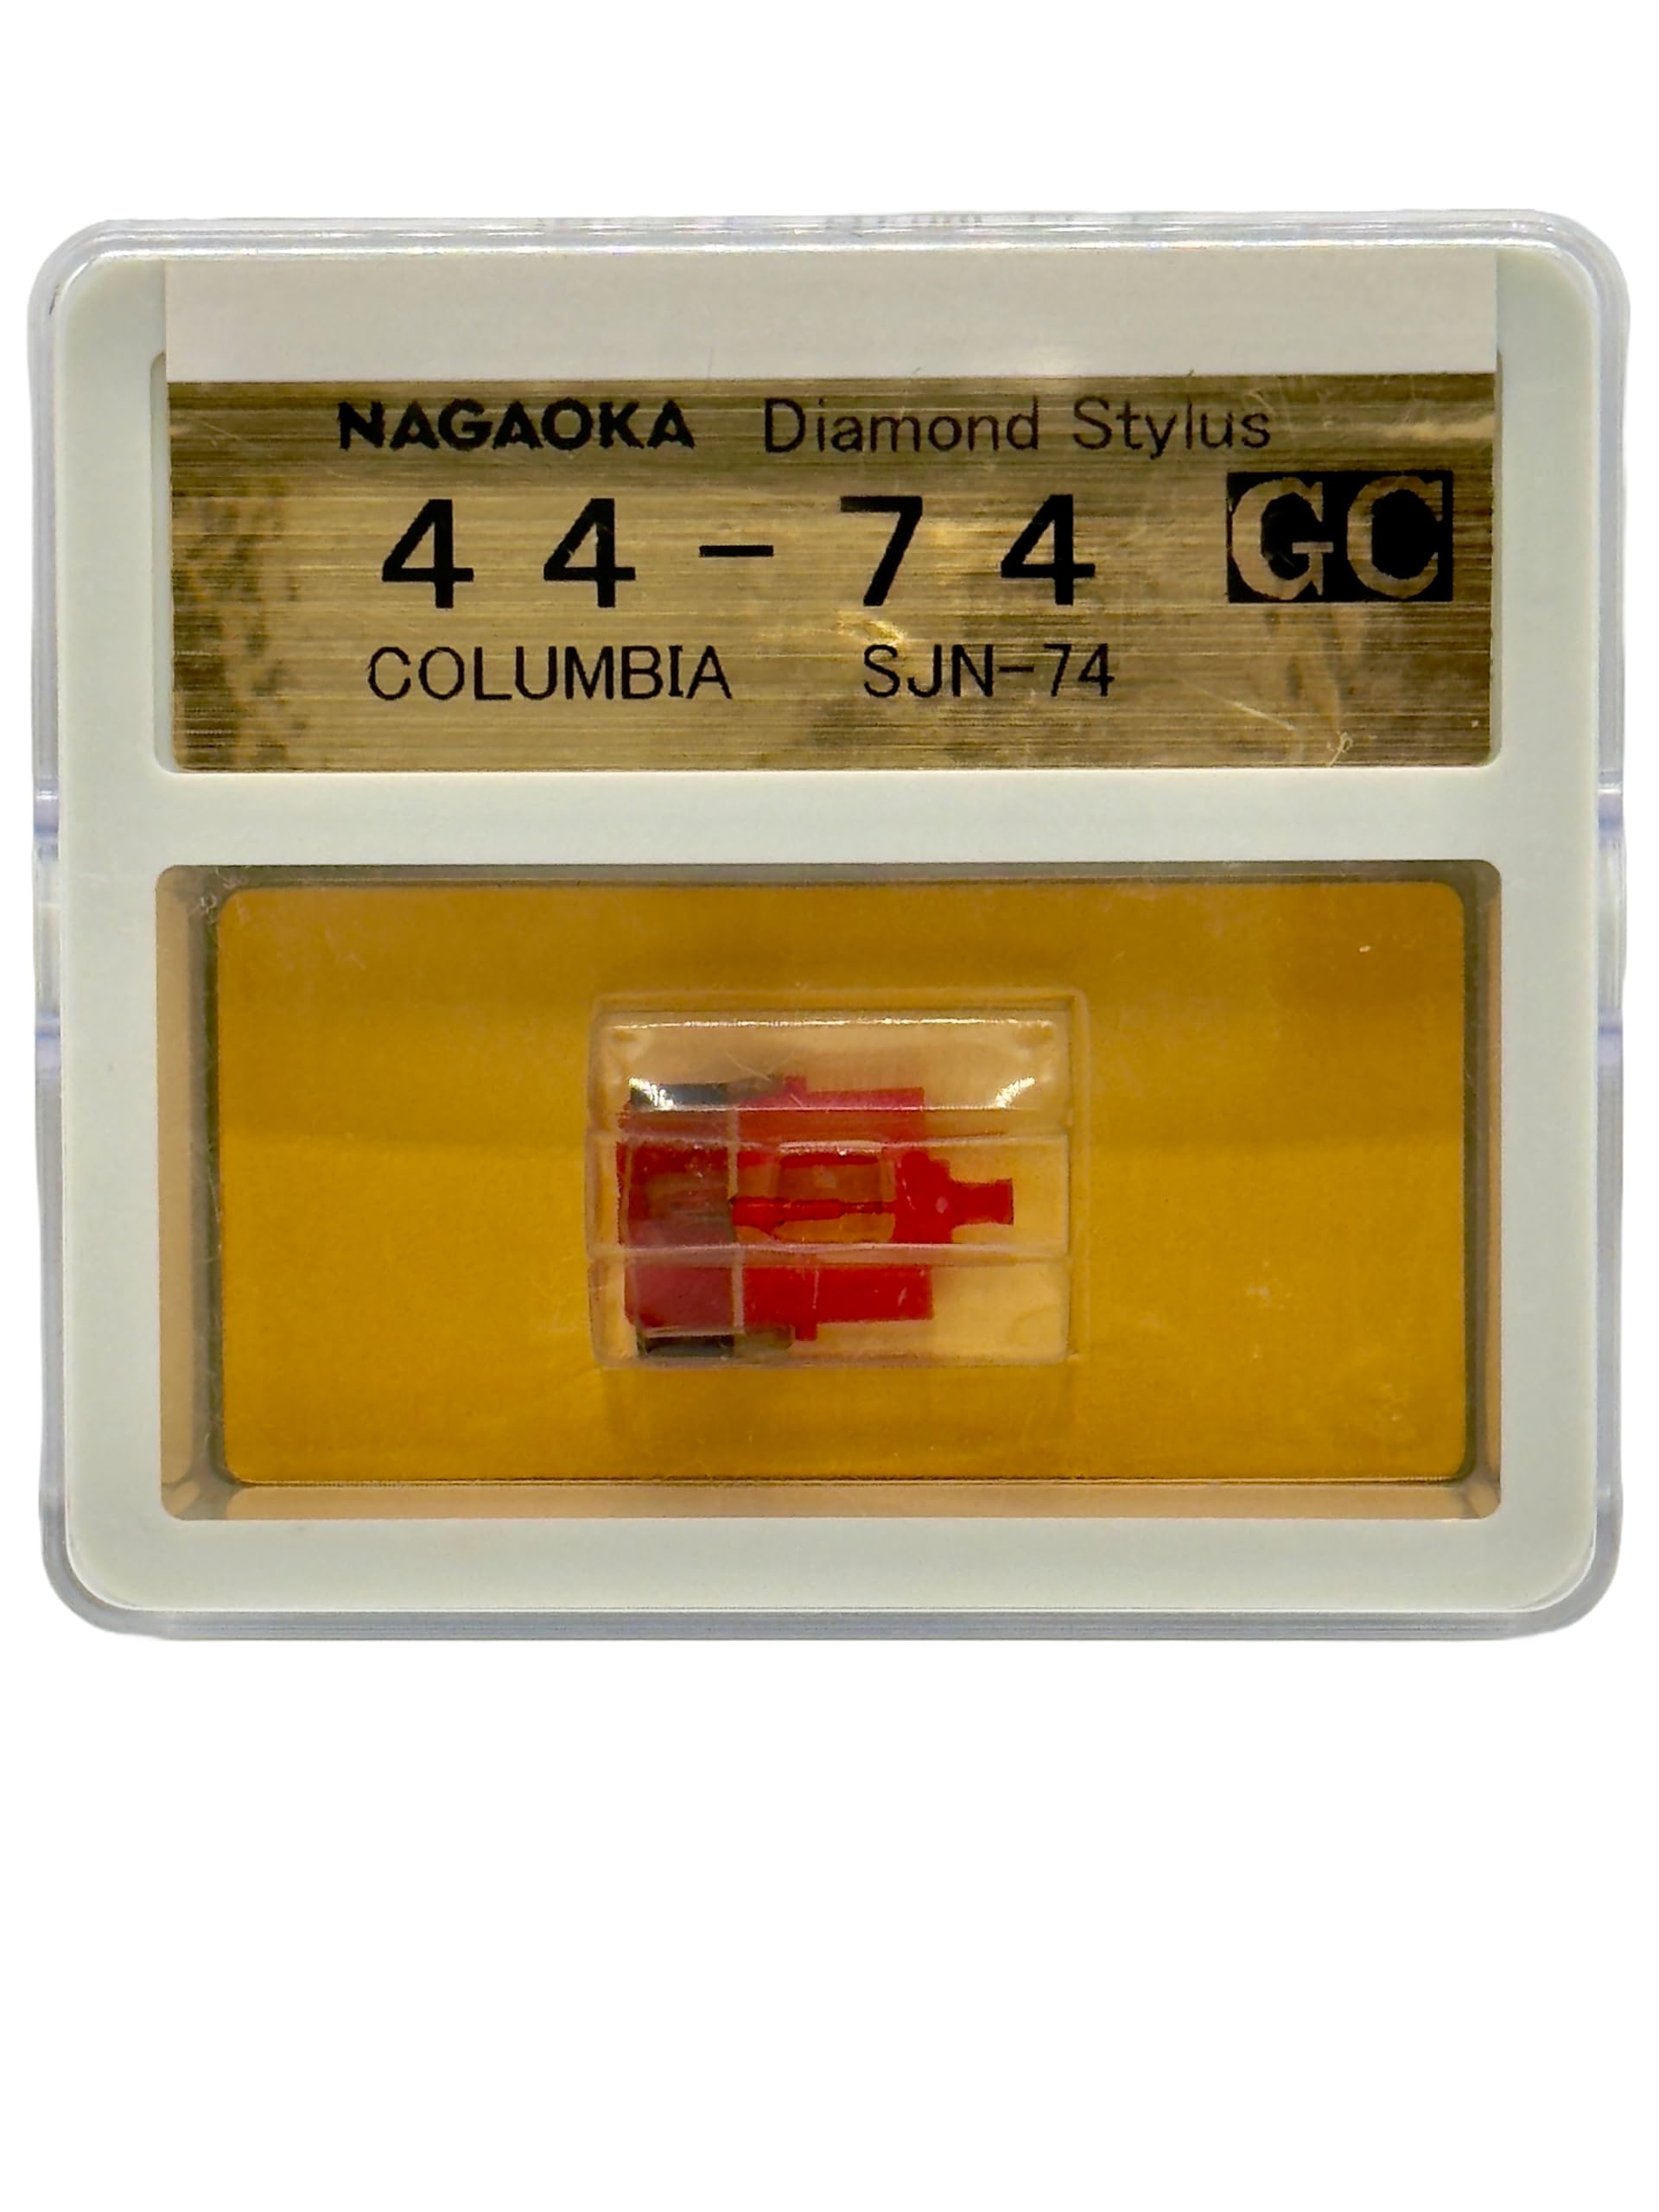 NAGAOKA Diamond Stylus
44-74 GC
COLUMBIA SJN-74